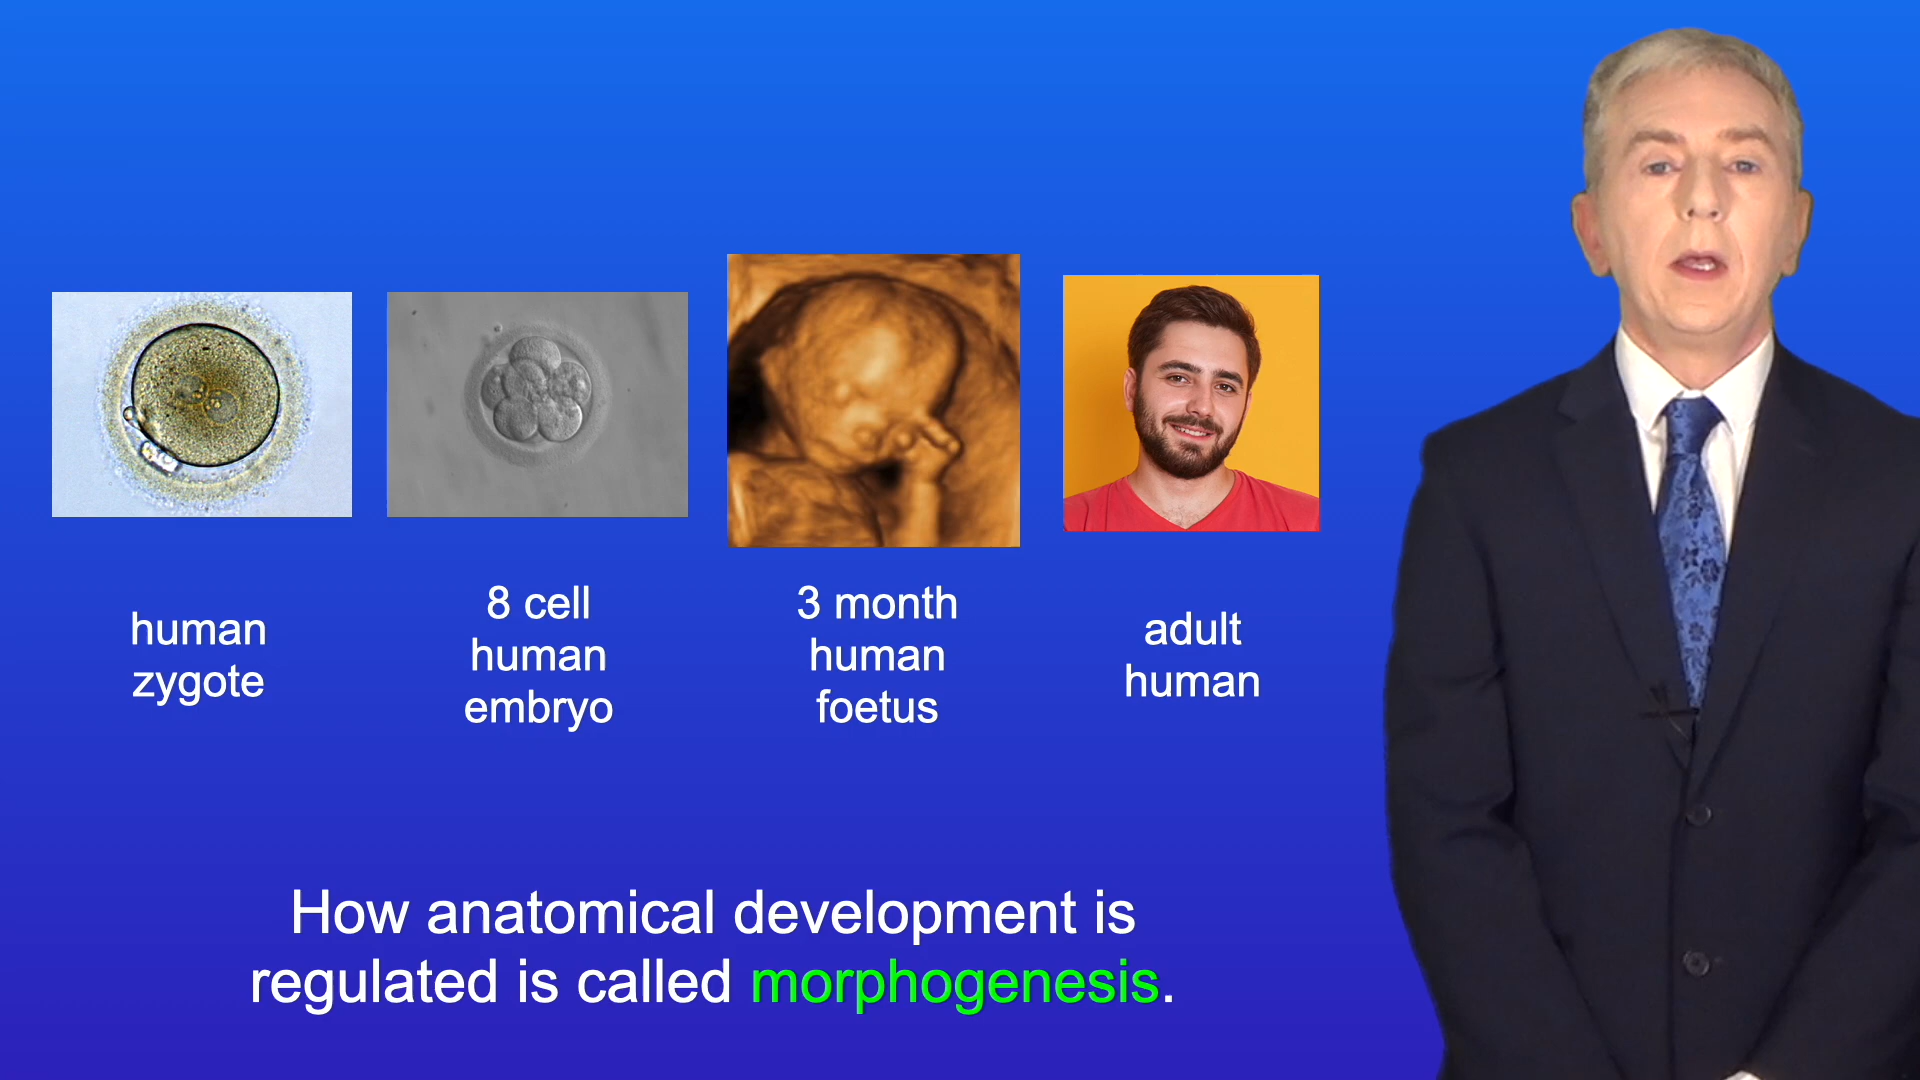 human
zygote
8 cell
human
embryo
3 month
human
foetus
adult
human
How anatomical development is
regulated is called morphogenesis.